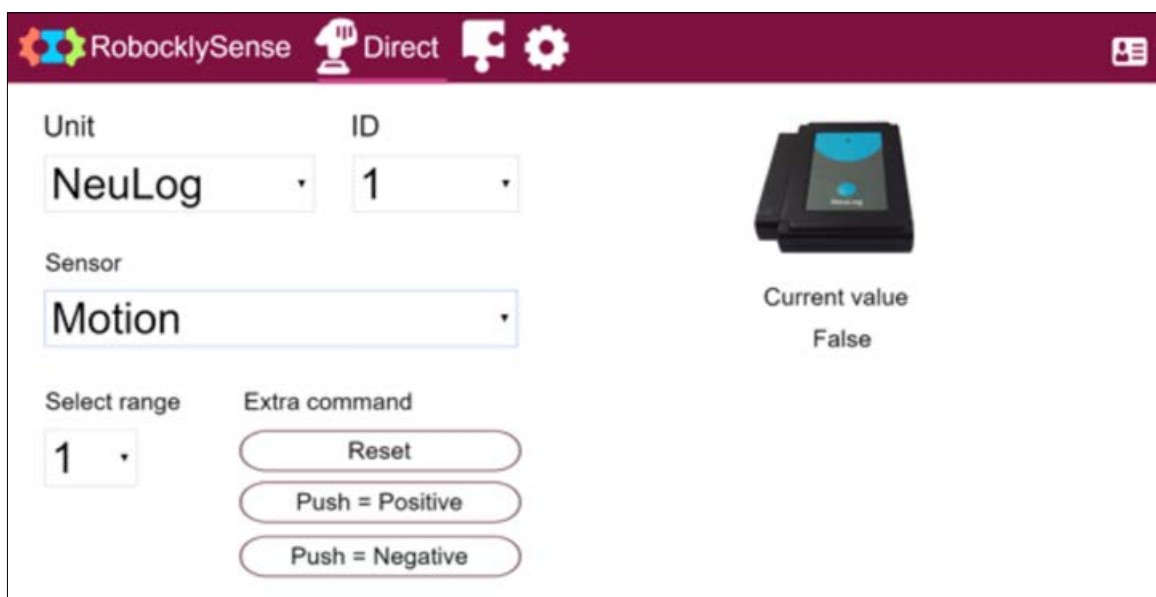 RobocklySense Direct
Unit ID
NeuLog 1
Sensor
Motion
Select range Extra command
1 Reset
Push = Positive
Push = Negative
NeuLog
Current value
False